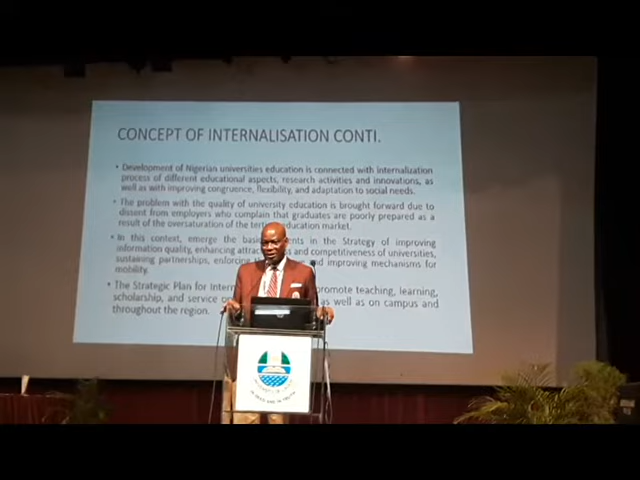 CONCEPT OF INTERNALISATION CONTI.
• Development of Nigerian universities education is connected with internalization
process of different educational aspects, research activities and innovations, as
well as with improving congruence, flexibility, and adaptation to social needs.
• The problem with the quality of university education is brought forward due to
dissent from employers who complain that graduates are poorly prepared as a
result of the oversaturation of the education market.
• In this context, emerge the basic in the Strategy of improving
information quality, enhancing and competitiveness of universities,
sustaining partnerships, enforcing and improving mechanisms for
mobility.
• The Strategic Plan for promote teaching, learning,
scholarship, and service as well as on campus and
throughout the region.
UNIVERSITY OF